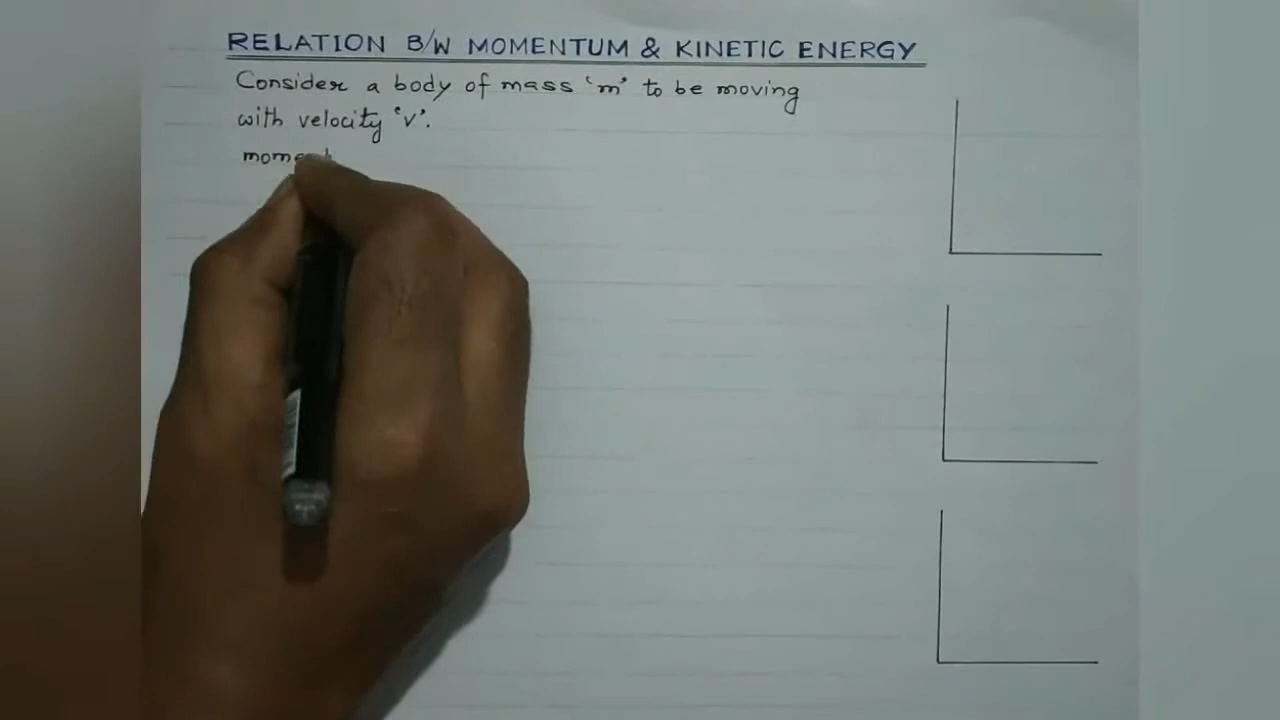 RELATION B/W MOMENTUM & KINETIC ENERGY
Consider a body of mass 'm' to be moving
with velocity 'v'.